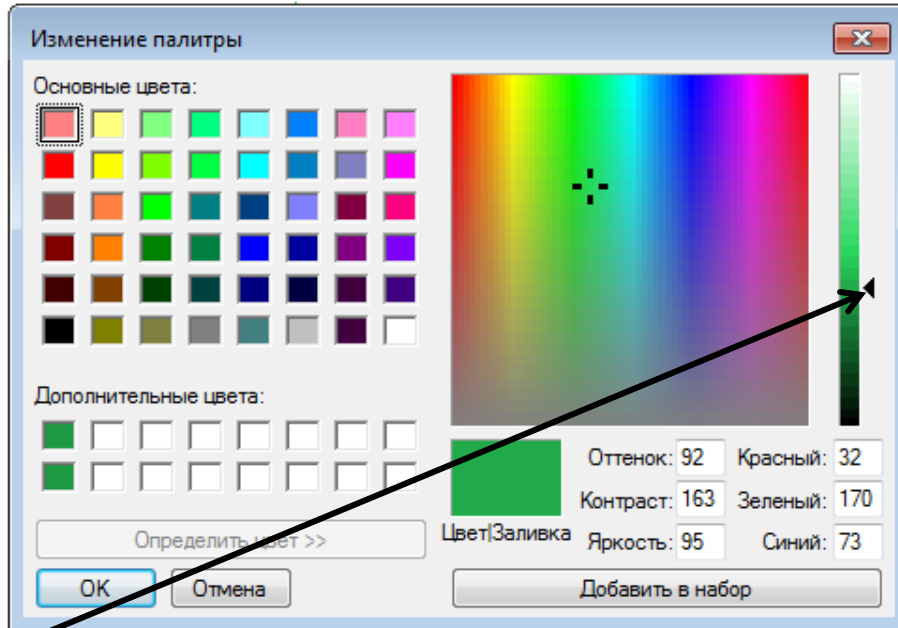 Изменение палитры
Основные цвета:
Дополнительные цвета:
Определить цвет >>
OK
Отмена
Цвет|Заливка
Оттенок: 92
Красный: 32
Контраст: 163
Зеленый: 170
Яркость: 95
Синий: 73
Добавить в набор